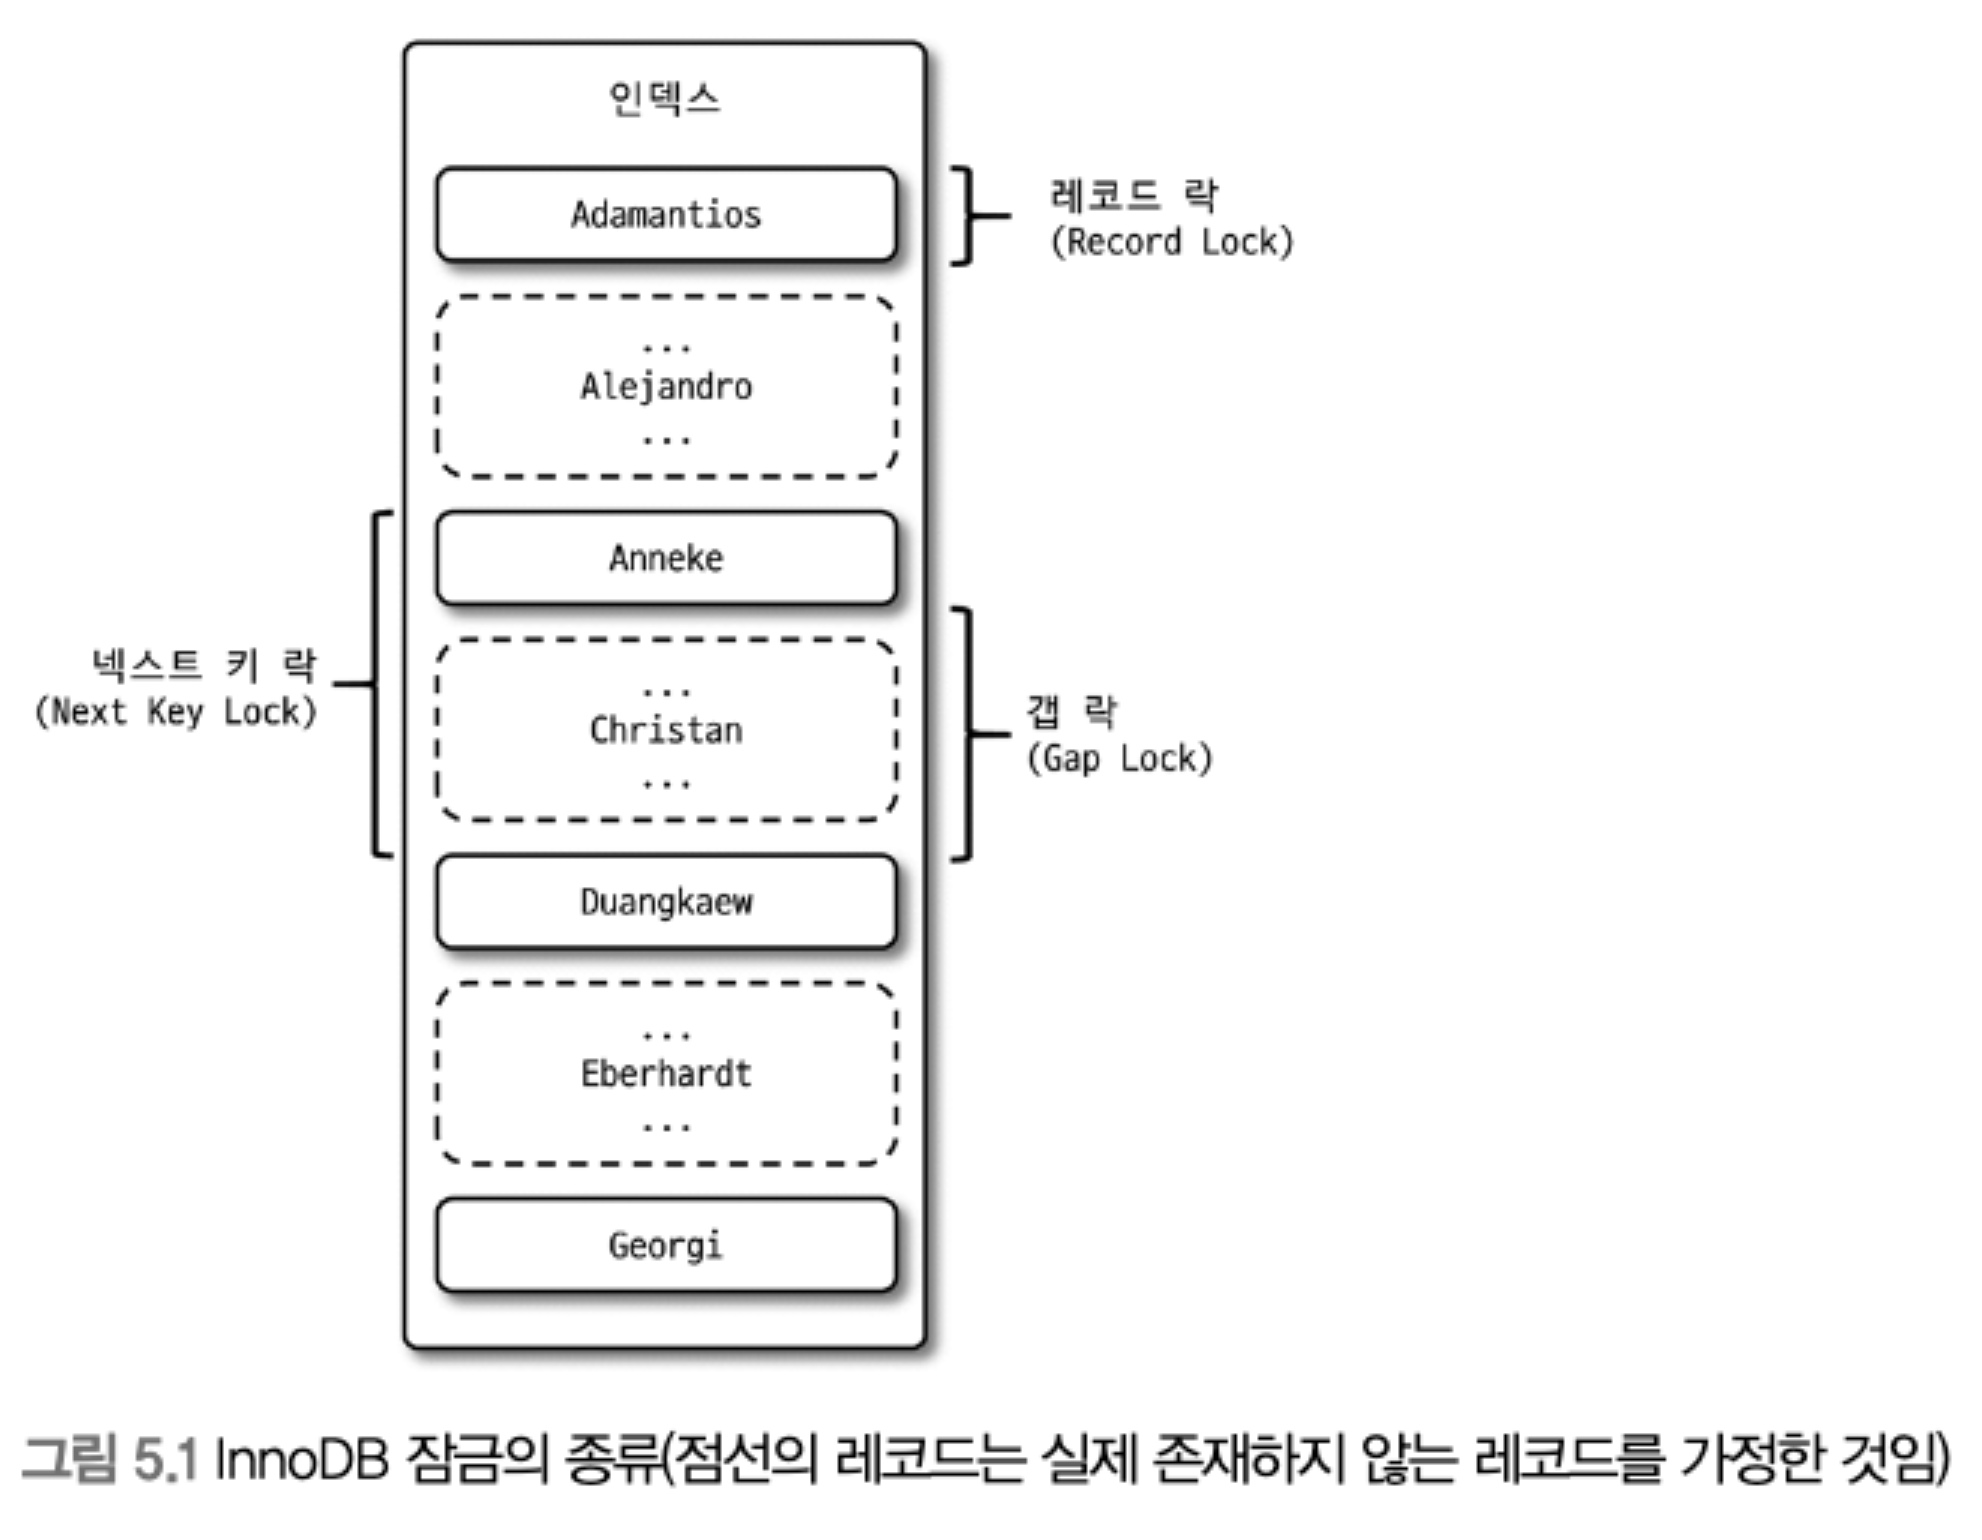 인덱스
Adamantios
레코드 락
(Record Lock)
...
Alejandro
...
Anneke
넥스트 키 락
(Next Key Lock)
...
Christan
...
갭 락
(Gap Lock)
Duangkaew
...
Eberhardt
...
Georgi
그림 5.1 InnoDB 잠금의 종류(점선의 레코드는 실제 존재하지 않는 레코드를 가정한 것임)